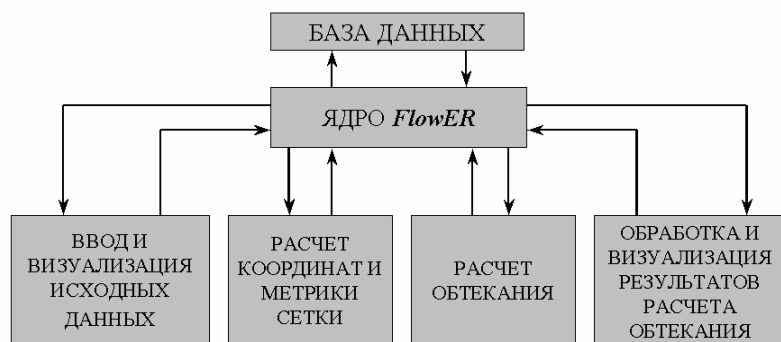 БАЗА ДАННЫХ
ЯДРО FlowER
ВВОД И
ВИЗУАЛИЗАЦИЯ
ИСХОДНЫХ
ДАННЫХ
РАСЧЕТ
КООРДИНАТ И
МЕТРИКИ
СЕТКИ
РАСЧЕТ
ОБТЕКАНИЯ
ОБРАБОТКА И
ВИЗУАЛИЗАЦИЯ
РЕЗУЛЬТАТОВ
РАСЧЕТА
ОБТЕКАНИЯ